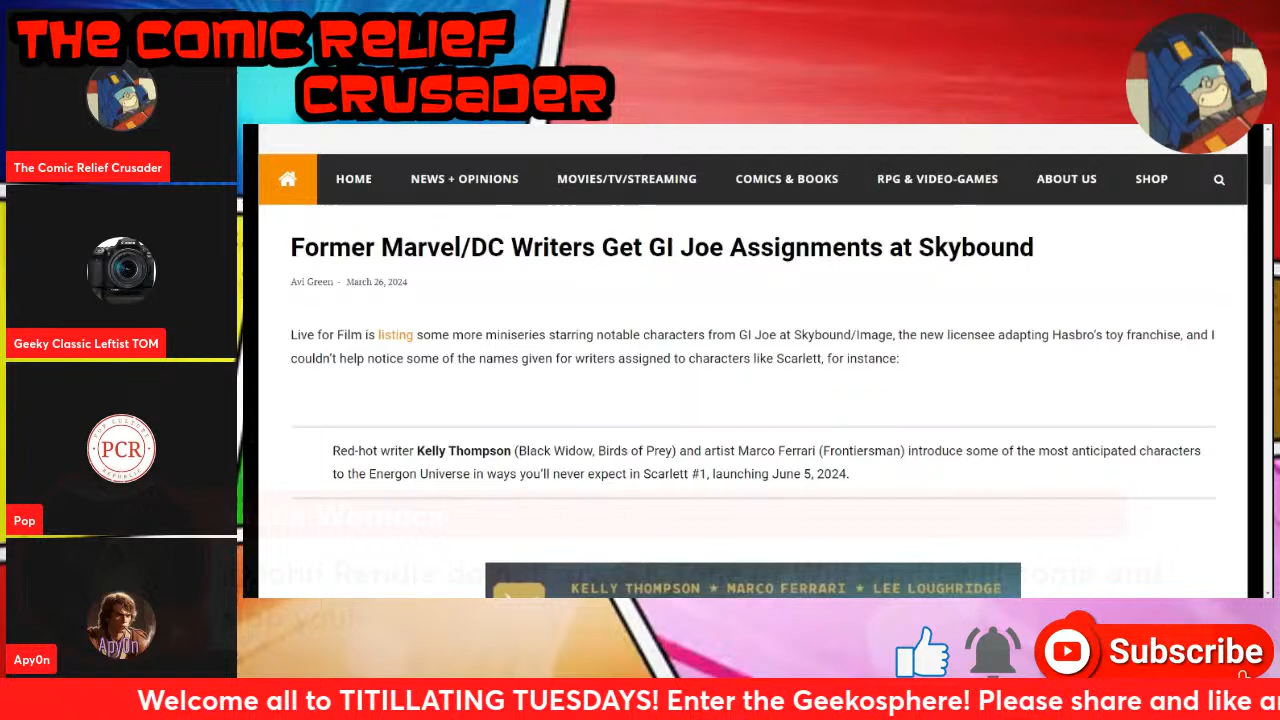 THE COMIC RELIEF
CRUSADER
The Comic Relief Crusader
Geeky Classic Leftist TOM
POP CULTURE
PCR
REPUBLIC
Pop
Apy0n
Apy0n
HOME NEWS + OPINIONS MOVIES/TV/STREAMING COMICS & BOOKS RPG & VIDEO-GAMES ABOUT US SHOP
Former Marvel/DC Writers Get GI Joe Assignments at Skybound
Avi Green - March 26, 2024
Live for Film is listing some more miniseries starring notable characters from GI Joe at Skybound/Image, the new licensee adapting Hasbro's toy franchise, and I
couldn't help notice some of the names given for writers assigned to characters like Scarlett, for instance:
Red-hot writer Kelly Thompson (Black Widow, Birds of Prey) and artist Marco Ferrari (Frontiersman) introduce some of the most anticipated characters
to the Energon Universe in ways you'll never expect in Scarlett #1, launching June 5, 2024.
KELLY THOMPSON ★ MARCO FERRARI ★ LEE LOUGHRIDGE
Subscribe
Welcome all to TITILLATING TUESDAYS! Enter the Geekosphere! Please share and like a